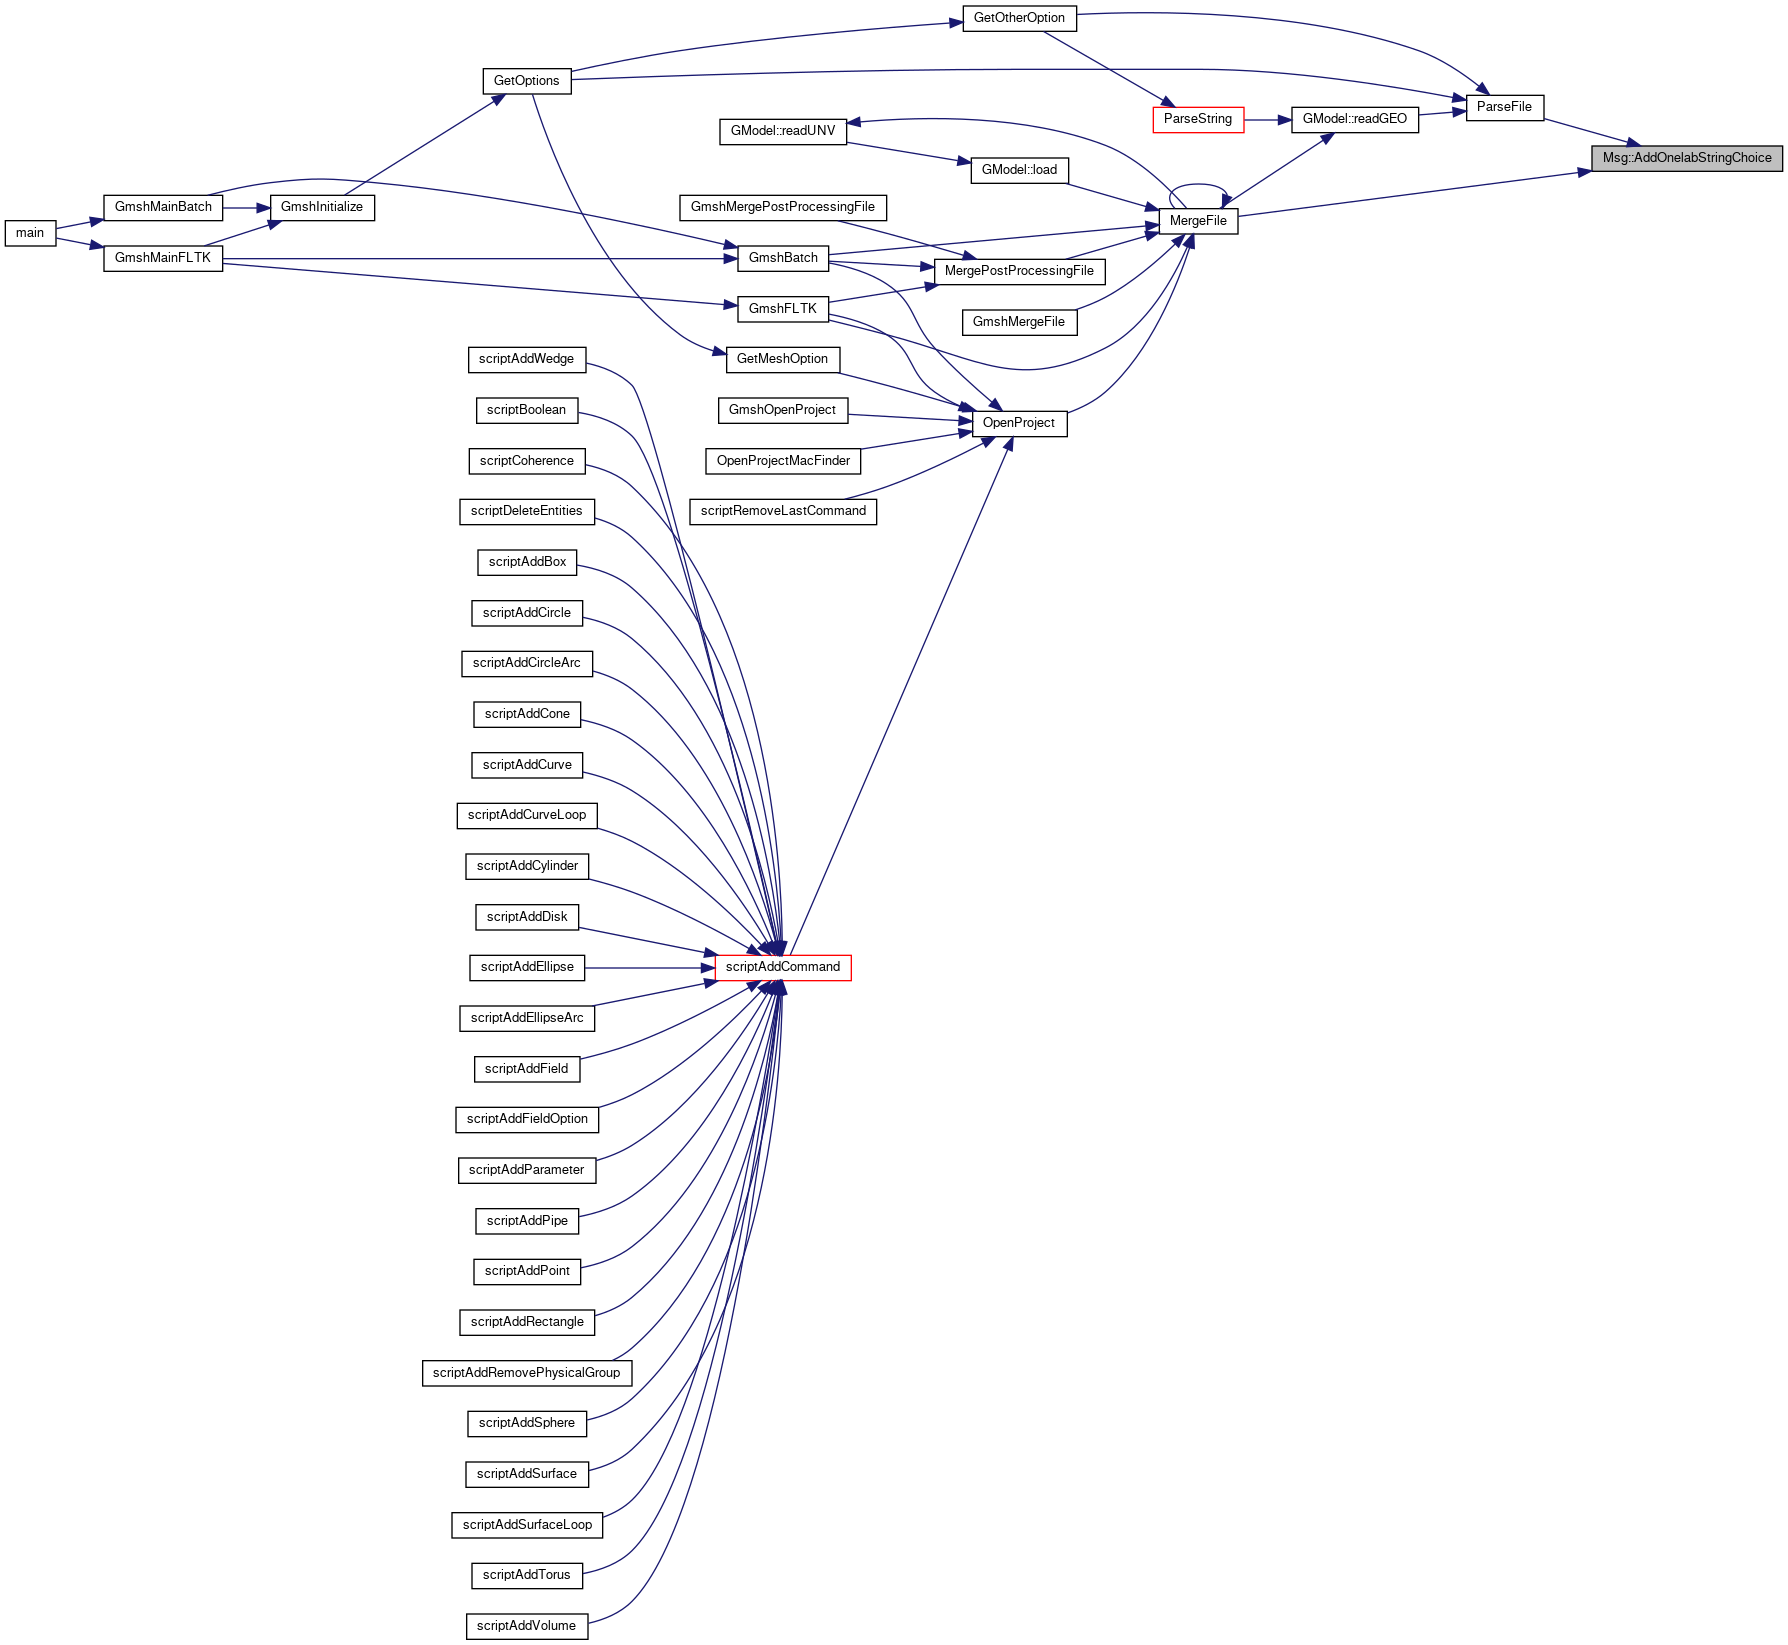 GetOtherOption
GetOptions
ParseFile
ParseString
GModel::readGEO
GModel::readUNV
Msg::AddOnelabStringChoice
GModel::load
GmshMainBatch
GmshInitialize
GmshMergePostProcessingFile
MergeFile
main
GmshMainFLTK
GmshBatch
MergePostProcessingFile
GmshFLTK
GmshMergeFile
scriptAddWedge
GetMeshOption
scriptBoolean
GmshOpenProject
OpenProject
scriptCoherence
OpenProjectMacFinder
scriptDeleteEntities
scriptRemoveLastCommand
scriptAddBox
scriptAddCircle
scriptAddCircleArc
scriptAddCone
scriptAddCurve
scriptAddCurveLoop
scriptAddCylinder
scriptAddDisk
scriptAddEllipse
scriptAddCommand
scriptAddEllipseArc
scriptAddField
scriptAddFieldOption
scriptAddParameter
scriptAddPipe
scriptAddPoint
scriptAddRectangle
scriptAddRemovePhysicalGroup
scriptAddSphere
scriptAddSurface
scriptAddSurfaceLoop
scriptAddTorus
scriptAddVolume